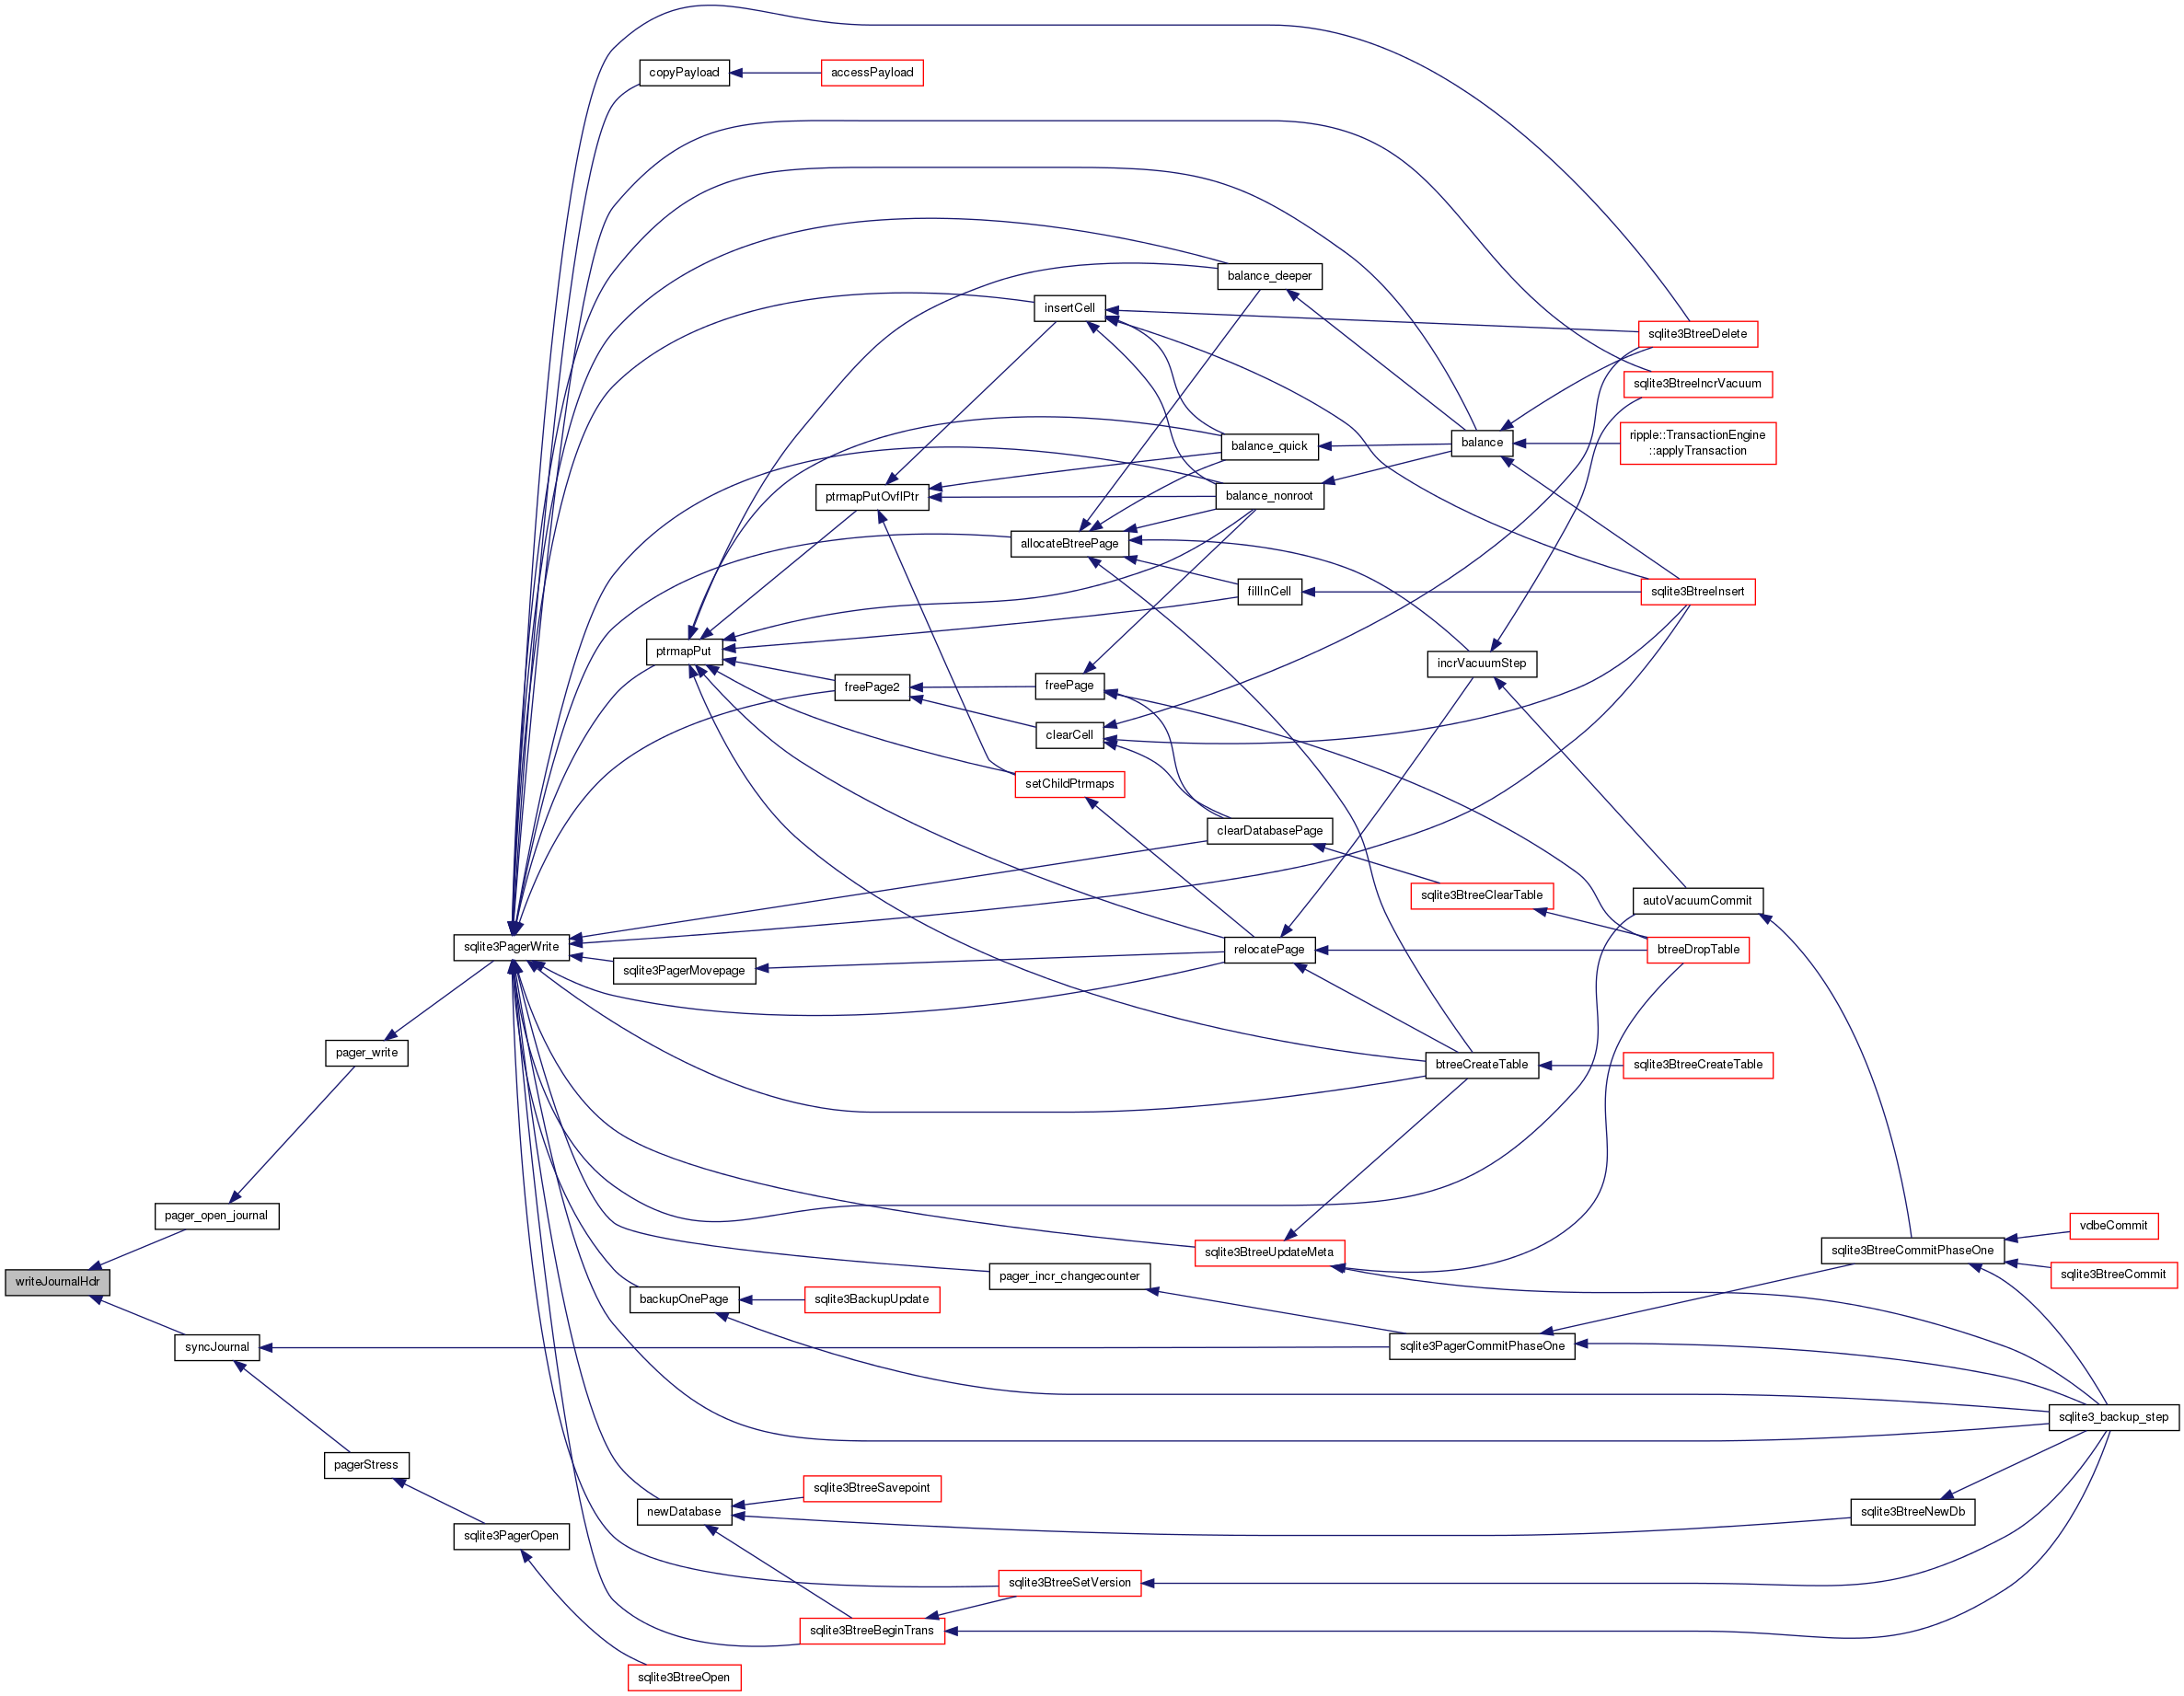 copyPayload
accessPayload
balance_deeper
insertCell
sqlite3BtreeDelete
sqlite3BtreeIncrVacuum
balance_quick
balance
ripple::TransactionEngine
::applyTransaction
ptrmapPutOvflPtr
balance_nonroot
allocateBtreePage
fillInCell
sqlite3BtreeInsert
ptrmapPut
incrVacuumStep
freePage2
freePage
clearCell
setChildPtrmaps
clearDatabasePage
sqlite3BtreeClearTable
autoVacuumCommit
sqlite3PagerWrite
relocatePage
btreeDropTable
sqlite3PagerMovepage
pager_write
btreeCreateTable
sqlite3BtreeCreateTable
pager_open_journal
vdbeCommit
sqlite3BtreeUpdateMeta
sqlite3BtreeCommitPhaseOne
writeJournalHdr
pager_incr_changecounter
sqlite3BtreeCommit
backupOnePage
sqlite3BackupUpdate
syncJournal
sqlite3PagerCommitPhaseOne
sqlite3_backup_step
pagerStress
sqlite3BtreeSavepoint
newDatabase
sqlite3BtreeNewDb
sqlite3PagerOpen
sqlite3BtreeSetVersion
sqlite3BtreeBeginTrans
sqlite3BtreeOpen